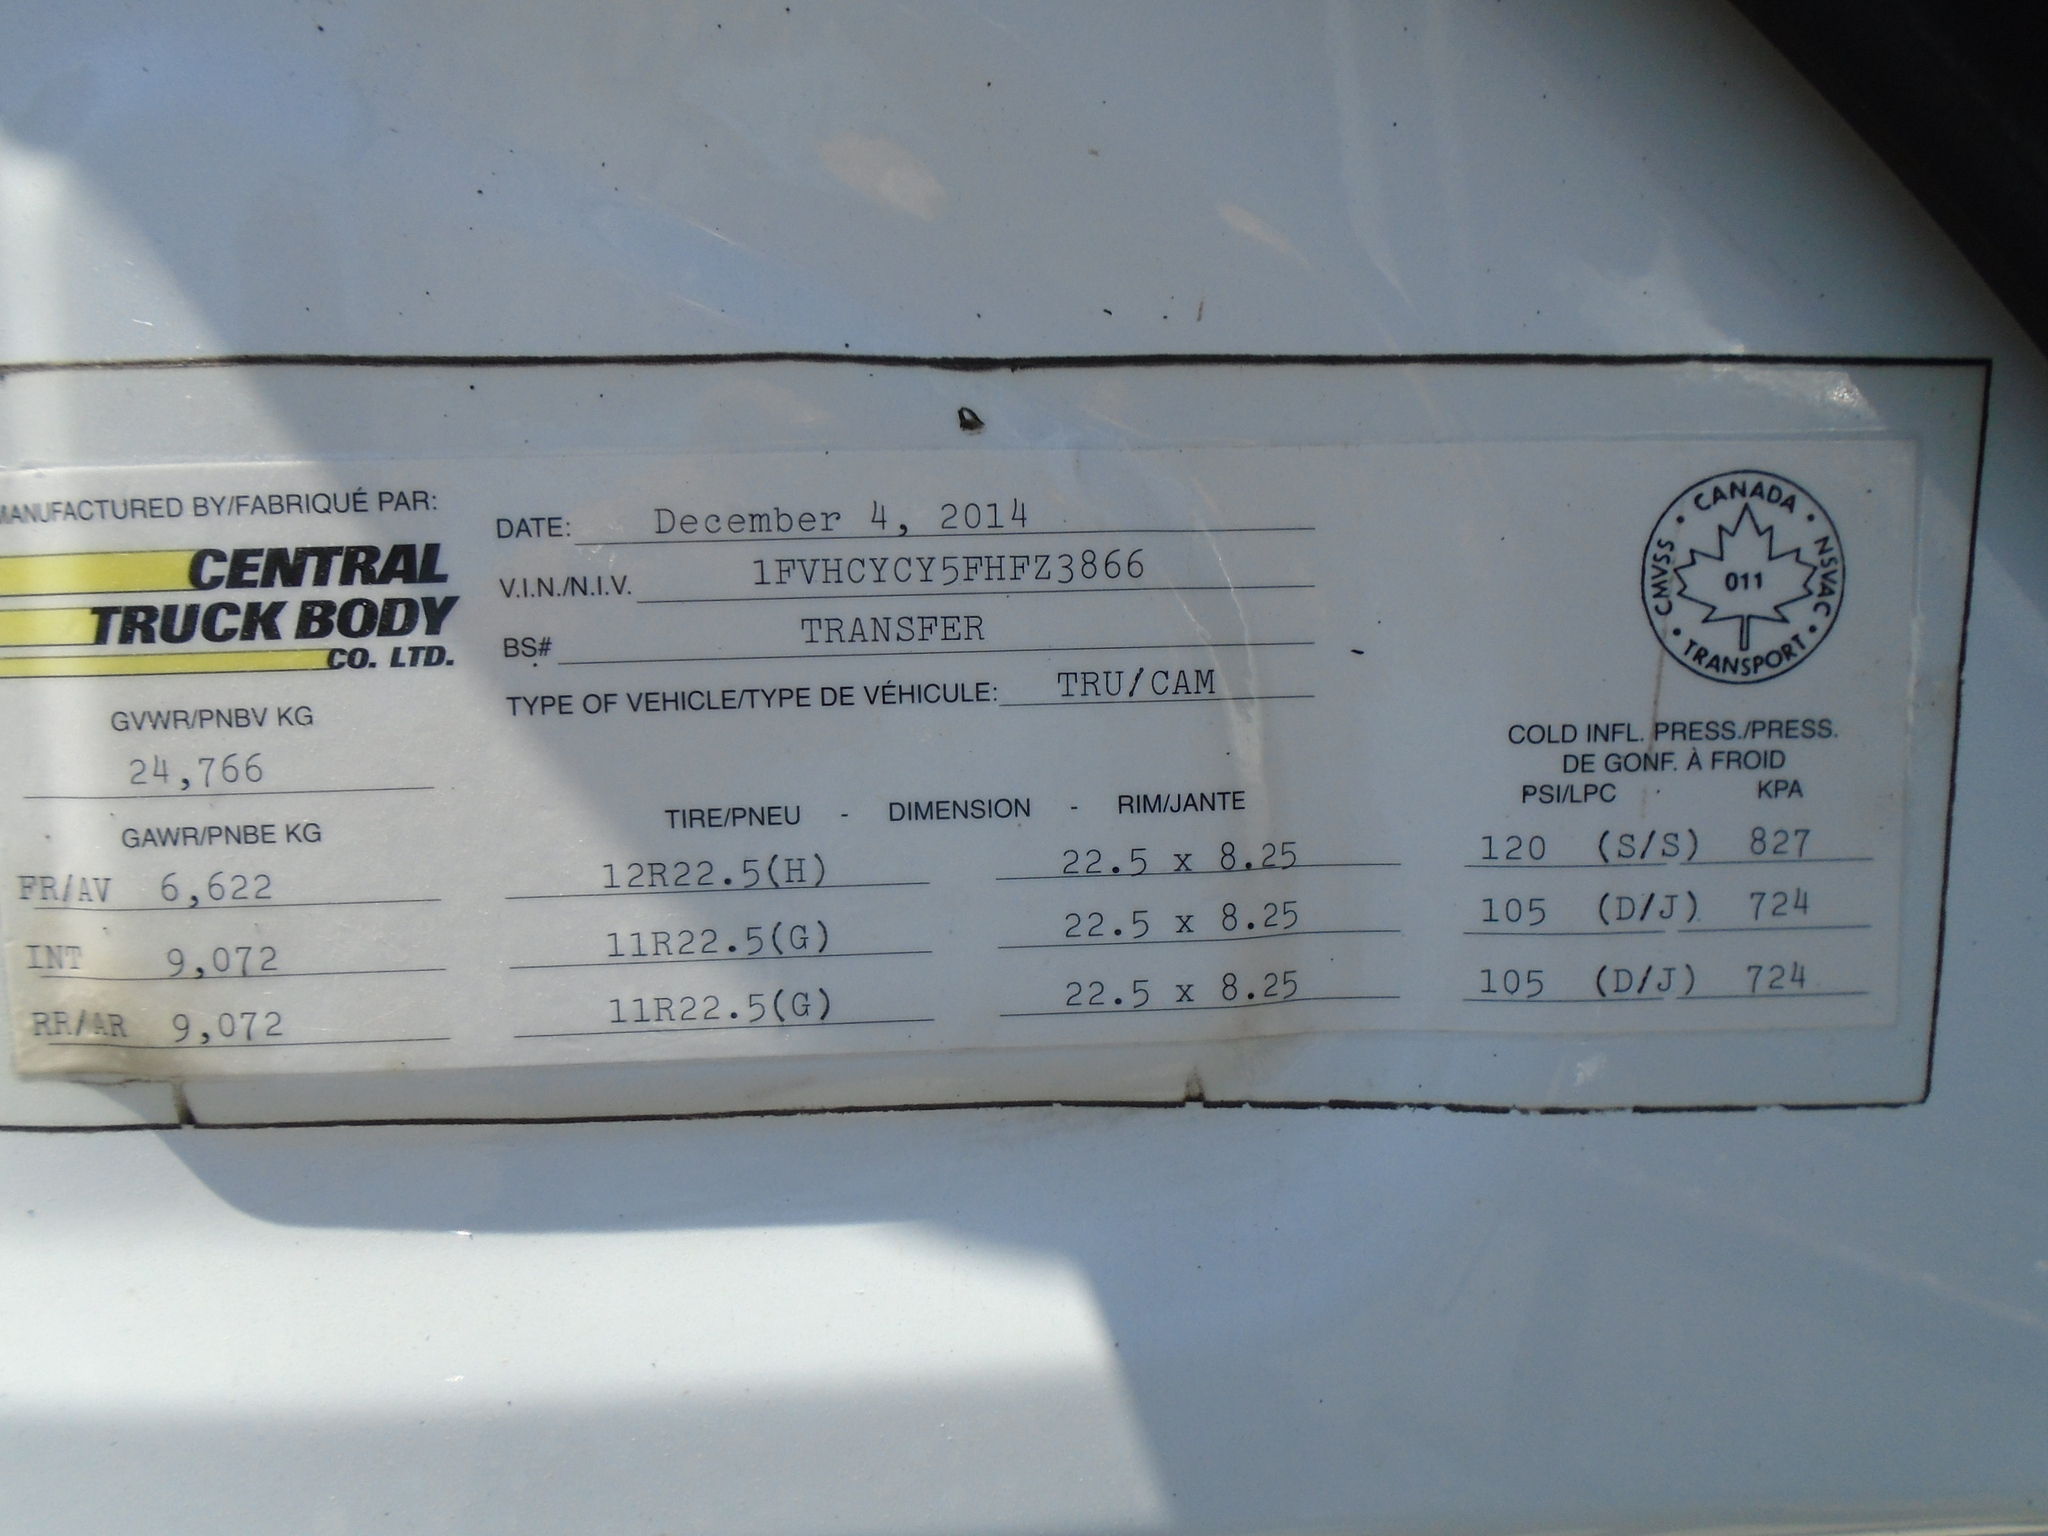 MANUFACTURED BY/FABRIQUÉ PAR:
CENTRAL
TRUCK BODY
CO. LTD.
GVWR/PNBV KG
24,766
DATE: December 4, 2014
V.I.N./N.I.V. 1FVHCYCY5FHFZ3866
BS# TRANSFER
TYPE OF VEHICLE/TYPE DE VÉHICULE: TRU/CAM
CANADA
CMVSS • NSVAC
011
TRANSPORT
COLD INFL. PRESS./PRESS.
DE GONF. À FROID
GAWR/PNBE KG TIRE/PNEU - DIMENSION - RIM/JANTE PSI/LPC KPA
FR/AV 6,622 12R22.5(H) 22.5 x 8.25 120 (S/S) 827
INT 9,072 11R22.5(G) 22.5 x 8.25 105 (D/J) 724
RR/AR 9,072 11R22.5(G) 22.5 x 8.25 105 (D/J) 724